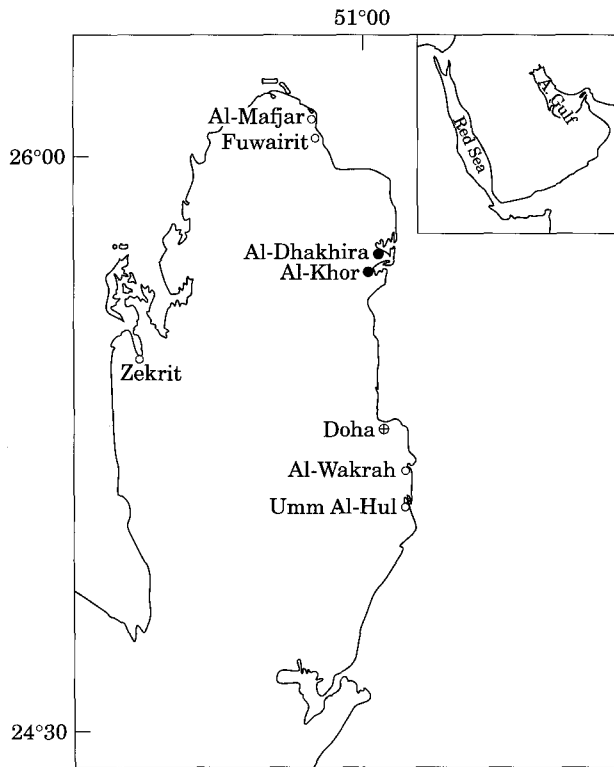 51°00
A. Gulf
Red Sea
Al-Mafjar
Fuwairit
26°00
Al-Dhakhira
Al-Khor
Zekrit
Doha
Al-Wakrah
Umm Al-Hul
24°30